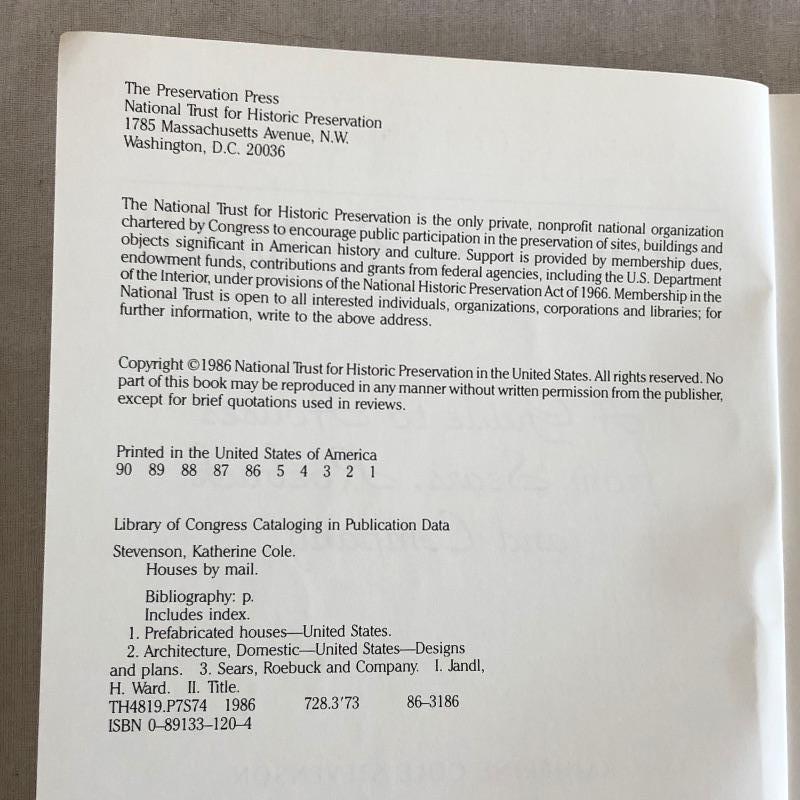 The Preservation Press
National Trust for Historic Preservation
1785 Massachusetts Avenue, N.W.
Washington, D.C. 20036
The National Trust for Historic Preservation is the only private, nonprofit national organization
chartered by Congress to encourage public participation in the preservation of sites, buildings and
objects significant in American history and culture. Support is provided by membership dues,
endowment funds, contributions and grants from federal agencies, including the U.S. Department
of the Interior, under provisions of the National Historic Preservation Act of 1966. Membership in the
National Trust is open to all interested individuals, organizations, corporations and libraries; for
further information, write to the above address.
Copyright ©1986 National Trust for Historic Preservation in the United States. All rights reserved. No
part of this book may be reproduced in any manner without written permission from the publisher,
except for brief quotations used in reviews.
Printed in the United States of America
90 89 88 87 86 5 4 3 2 1
Library of Congress Cataloging in Publication Data
Stevenson, Katherine Cole.
Houses by mail.
Bibliography: p.
Includes index.
1. Prefabricated houses—United States.
2. Architecture, Domestic—United States—Designs
and plans. 3. Sears, Roebuck and Company. I. Jandl,
H. Ward. II. Title.
TH4819.P7S74 1986 728.3'73 86–3186
ISBN 0–89133–120–4